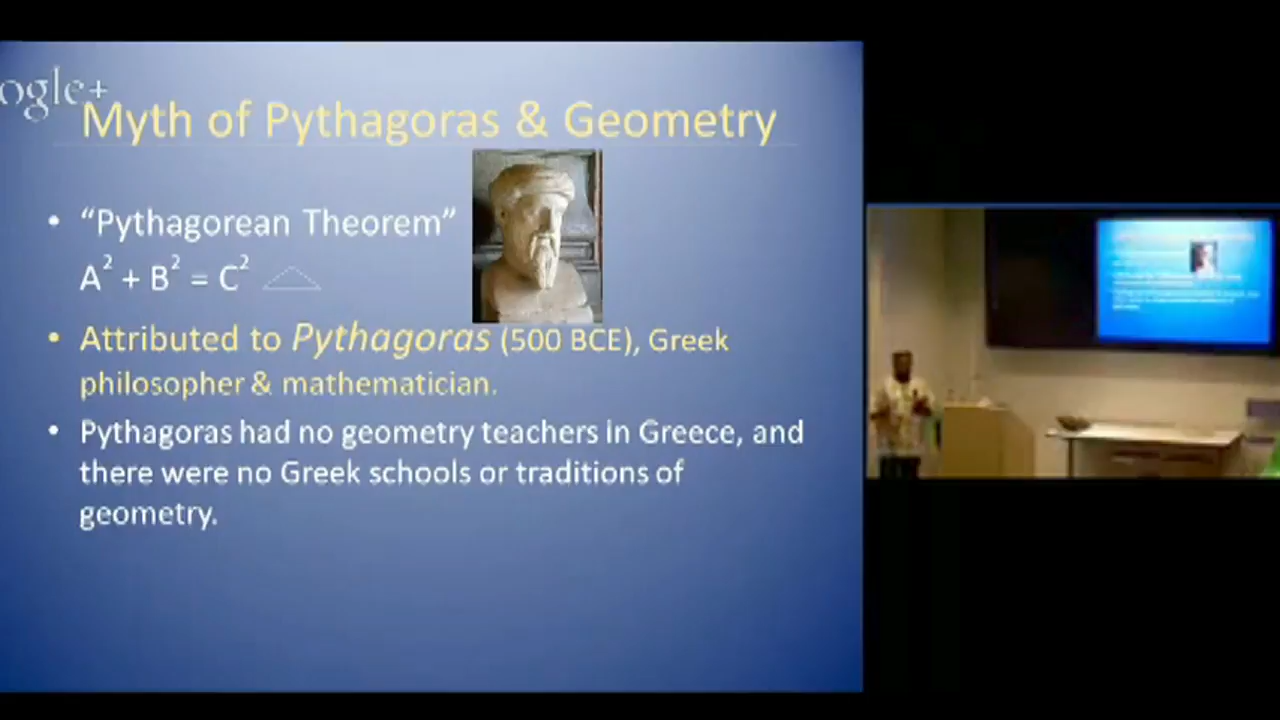 ogle+
Myth of Pythagoras & Geometry
• “Pythagorean Theorem”
A² + B² = C²
• Attributed to Pythagoras (500 BCE), Greek
philosopher & mathematician.
• Pythagoras had no geometry teachers in Greece, and
there were no Greek schools or traditions of
geometry.